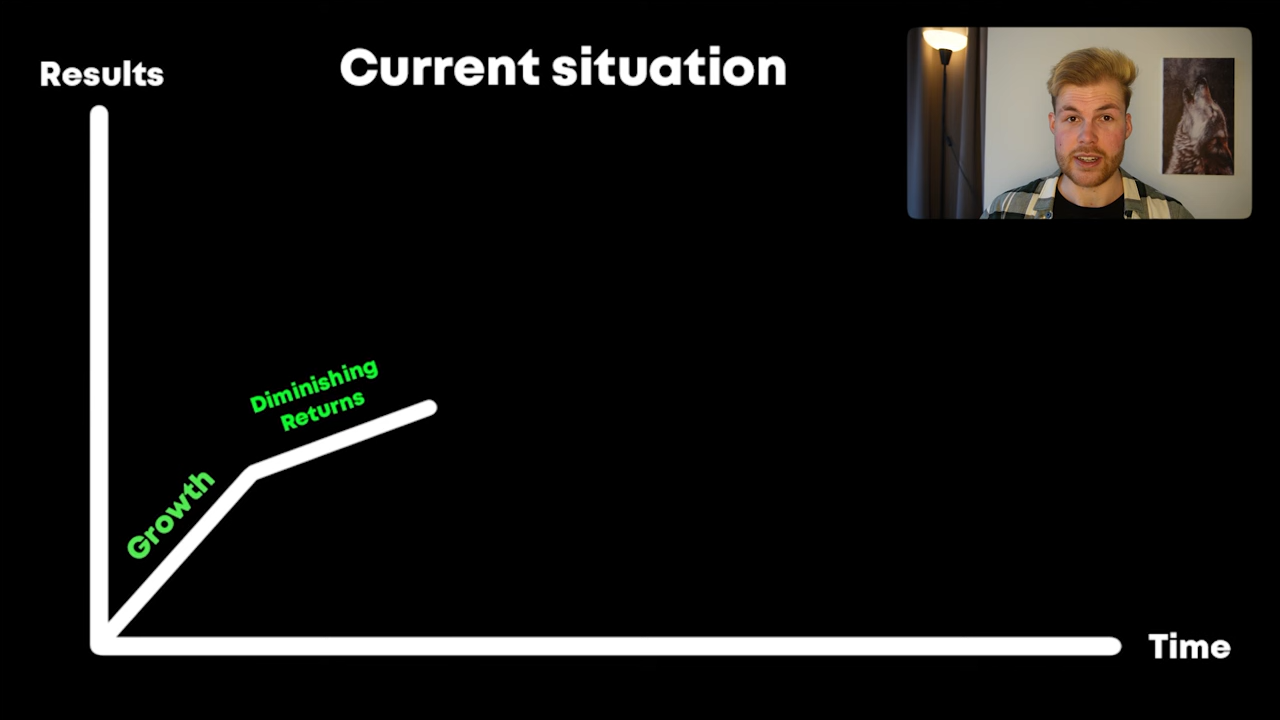 Current situation
Results
Diminishing
Returns
Growth
Time